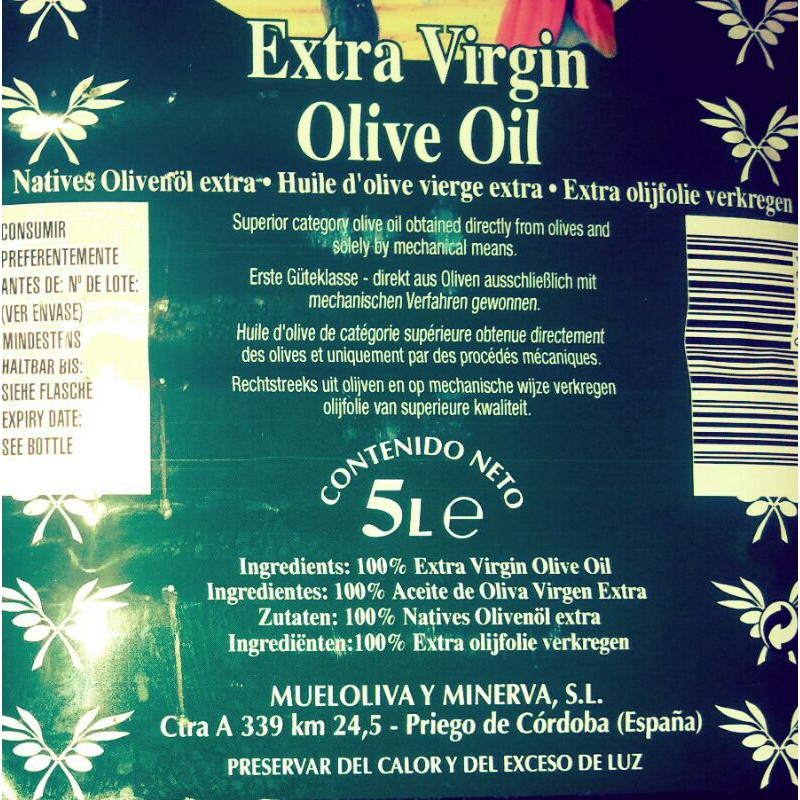 Extra Virgin
Olive Oil
Natives Olivenöl extra • Huile d'olive vierge extra • Extra olijfolie verkregen
CONSUMIR
PREFERENTEMENTE
ANTES DE: Nº DE LOTE:
(VER ENVASE)
MINDESTENS
HALTBAR BIS:
SIEHE FLASCHE
EXPIRY DATE:
SEE BOTTLE
Superior category olive oil obtained directly from olives and
solely by mechanical means.
Erste Güteklasse - direkt aus Oliven ausschließlich mit
mechanischen Verfahren gewonnen.
Huile d'olive de catégorie supérieure obtenue directement
des olives et uniquement par des procédés mécaniques.
Rechtstreeks uit olijven en op mechanische wijze verkregen
olijfolie van superieure kwaliteit.
CONTENIDO NETO
5L e
Ingredients: 100% Extra Virgin Olive Oil
Ingredientes: 100% Aceite de Oliva Virgen Extra
Zutaten: 100% Natives Olivenöl extra
Ingrediënten:100% Extra olijfolie verkregen
MUELOLIVA Y MINERVA, S.L.
Ctra A 339 km 24,5 - Priego de Córdoba (España)
PRESERVAR DEL CALOR Y DEL EXCESO DE LUZ